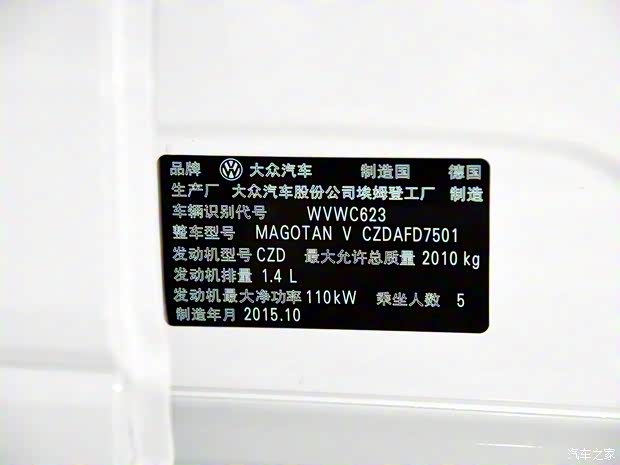 品牌 大众汽车 制造国 德国
生产厂 大众汽车股份公司埃姆登工厂 制造
车辆识别代号 WVWC623
整车型号 MAGOTAN V CZDAFD7501
发动机型号 CZD 最大允许总质量 2010 kg
发动机排量 1.4 L
发动机最大净功率 110kW 乘坐人数 5
制造年月 2015.10
汽车之家